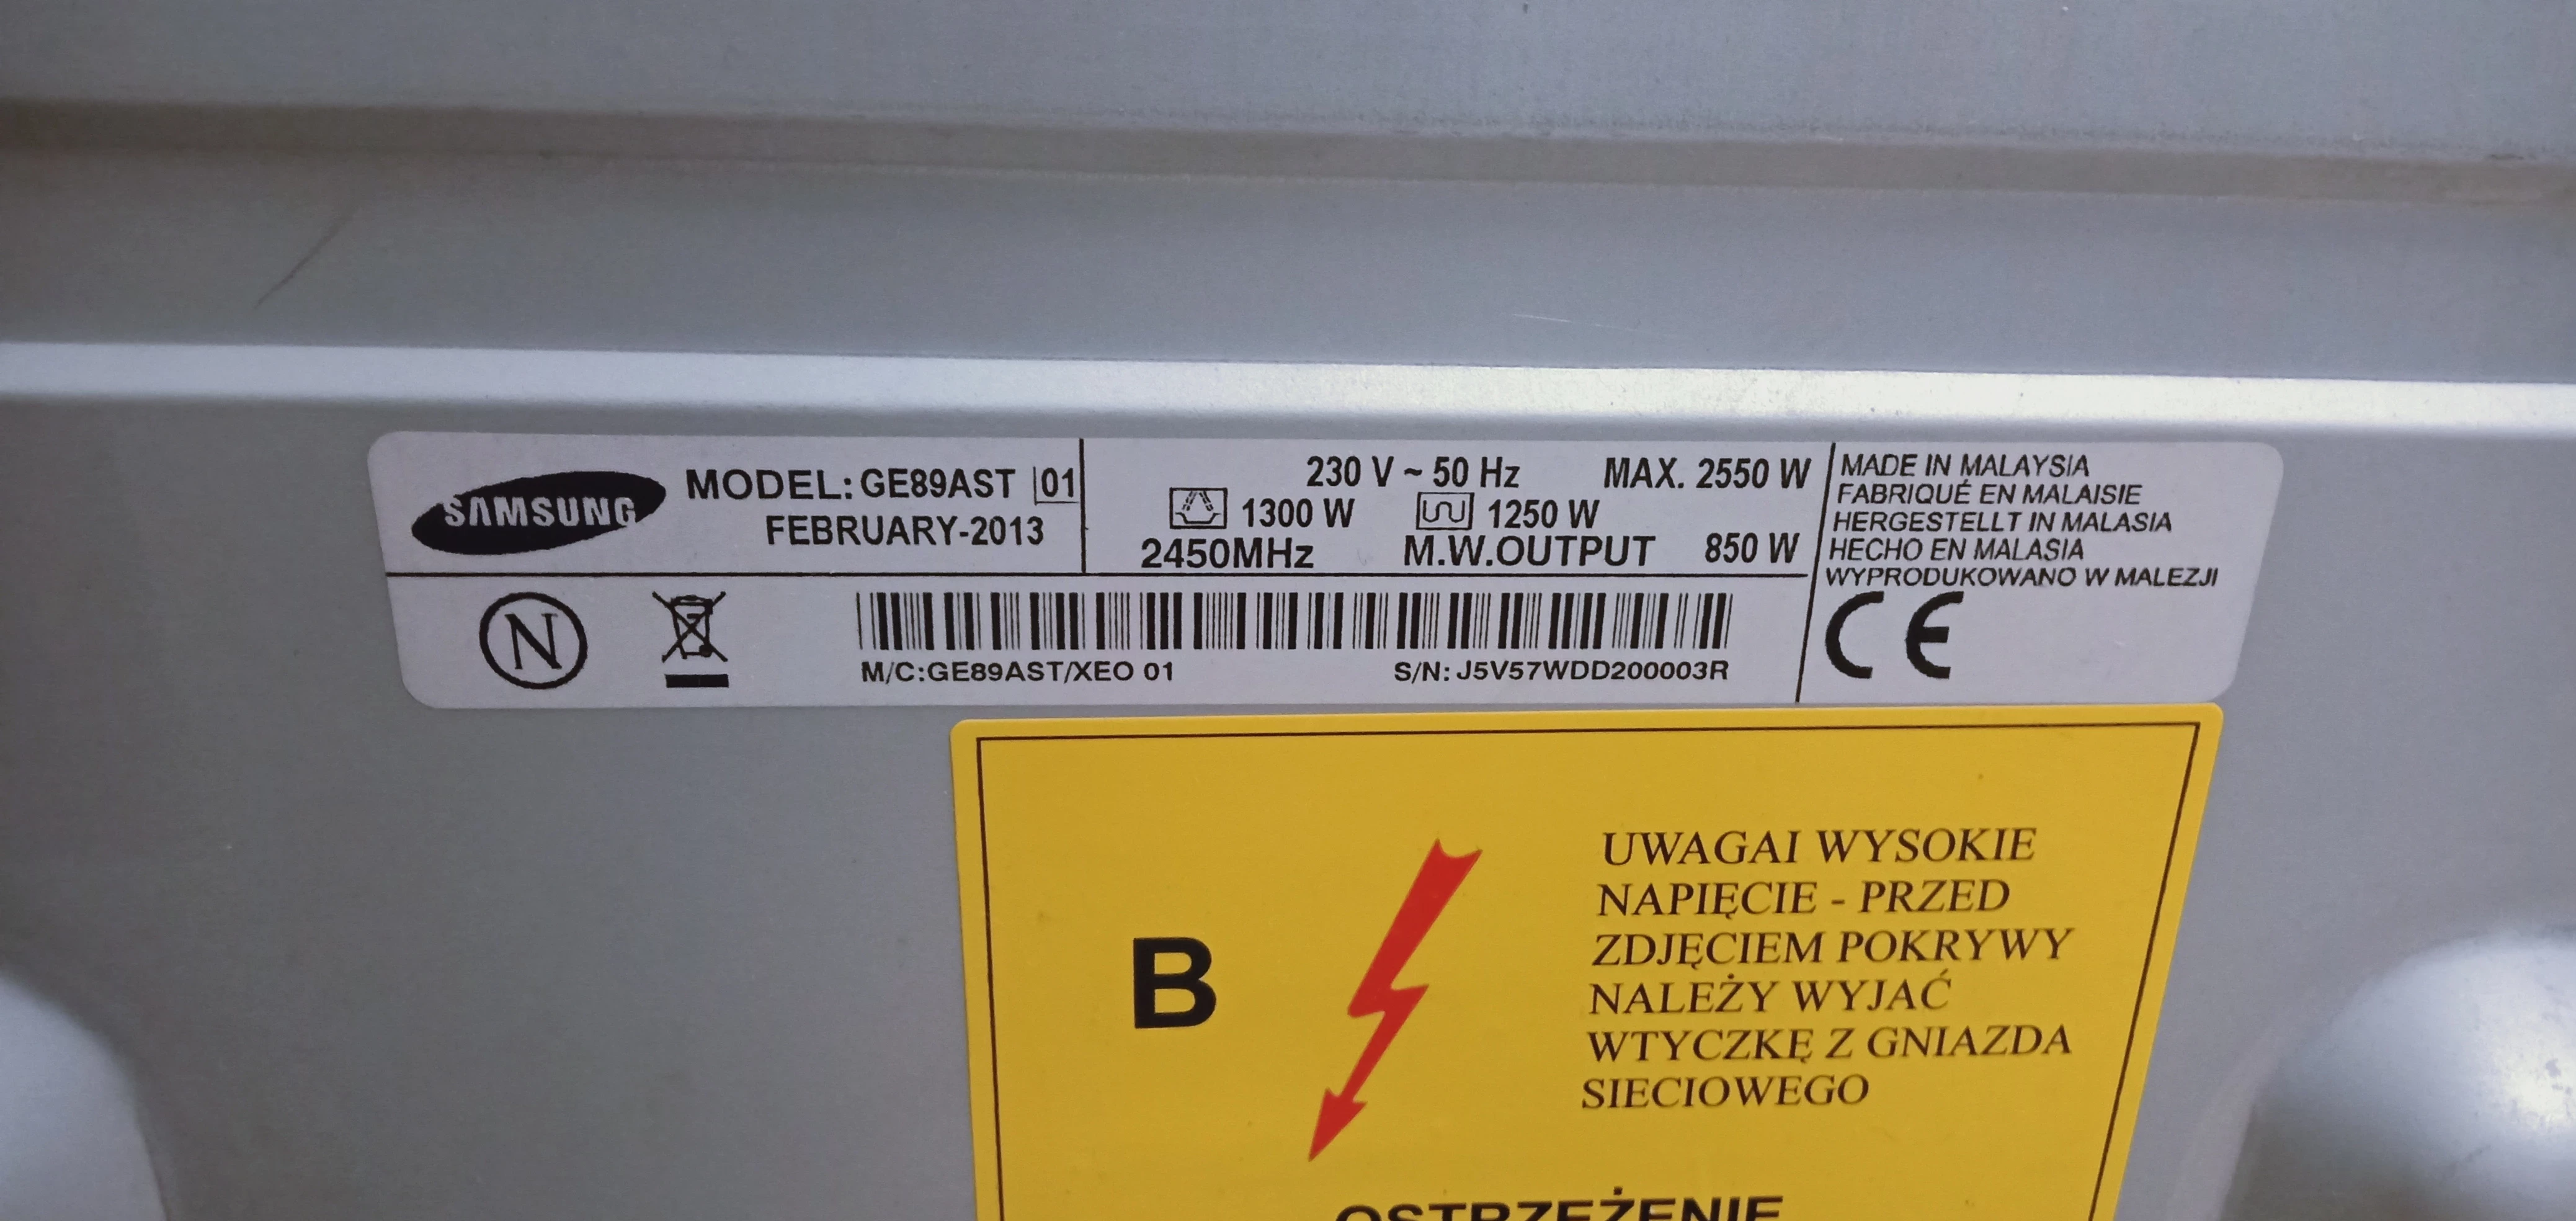 SAMSUNG
MODEL: GE89AST 01
FEBRUARY-2013
230 V ~ 50 Hz MAX. 2550 W
1300 W 1250 W
2450MHz M.W.OUTPUT 850 W
MADE IN MALAYSIA
FABRIQUÉ EN MALAISIE
HERGESTELLT IN MALASIA
HECHO EN MALASIA
WYPRODUKOWANO W MALEZJI
N
M/C:GE89AST/XEO 01 S/N: J5V57WDD200003R
CE
B
UWAGAI WYSOKIE
NAPIĘCIE - PRZED
ZDJĘCIEM POKRYWY
NALEŻY WYJAĆ
WTYCZKĘ Z GNIAZDA
SIECIOWEGO
OSTRZEŻENIE